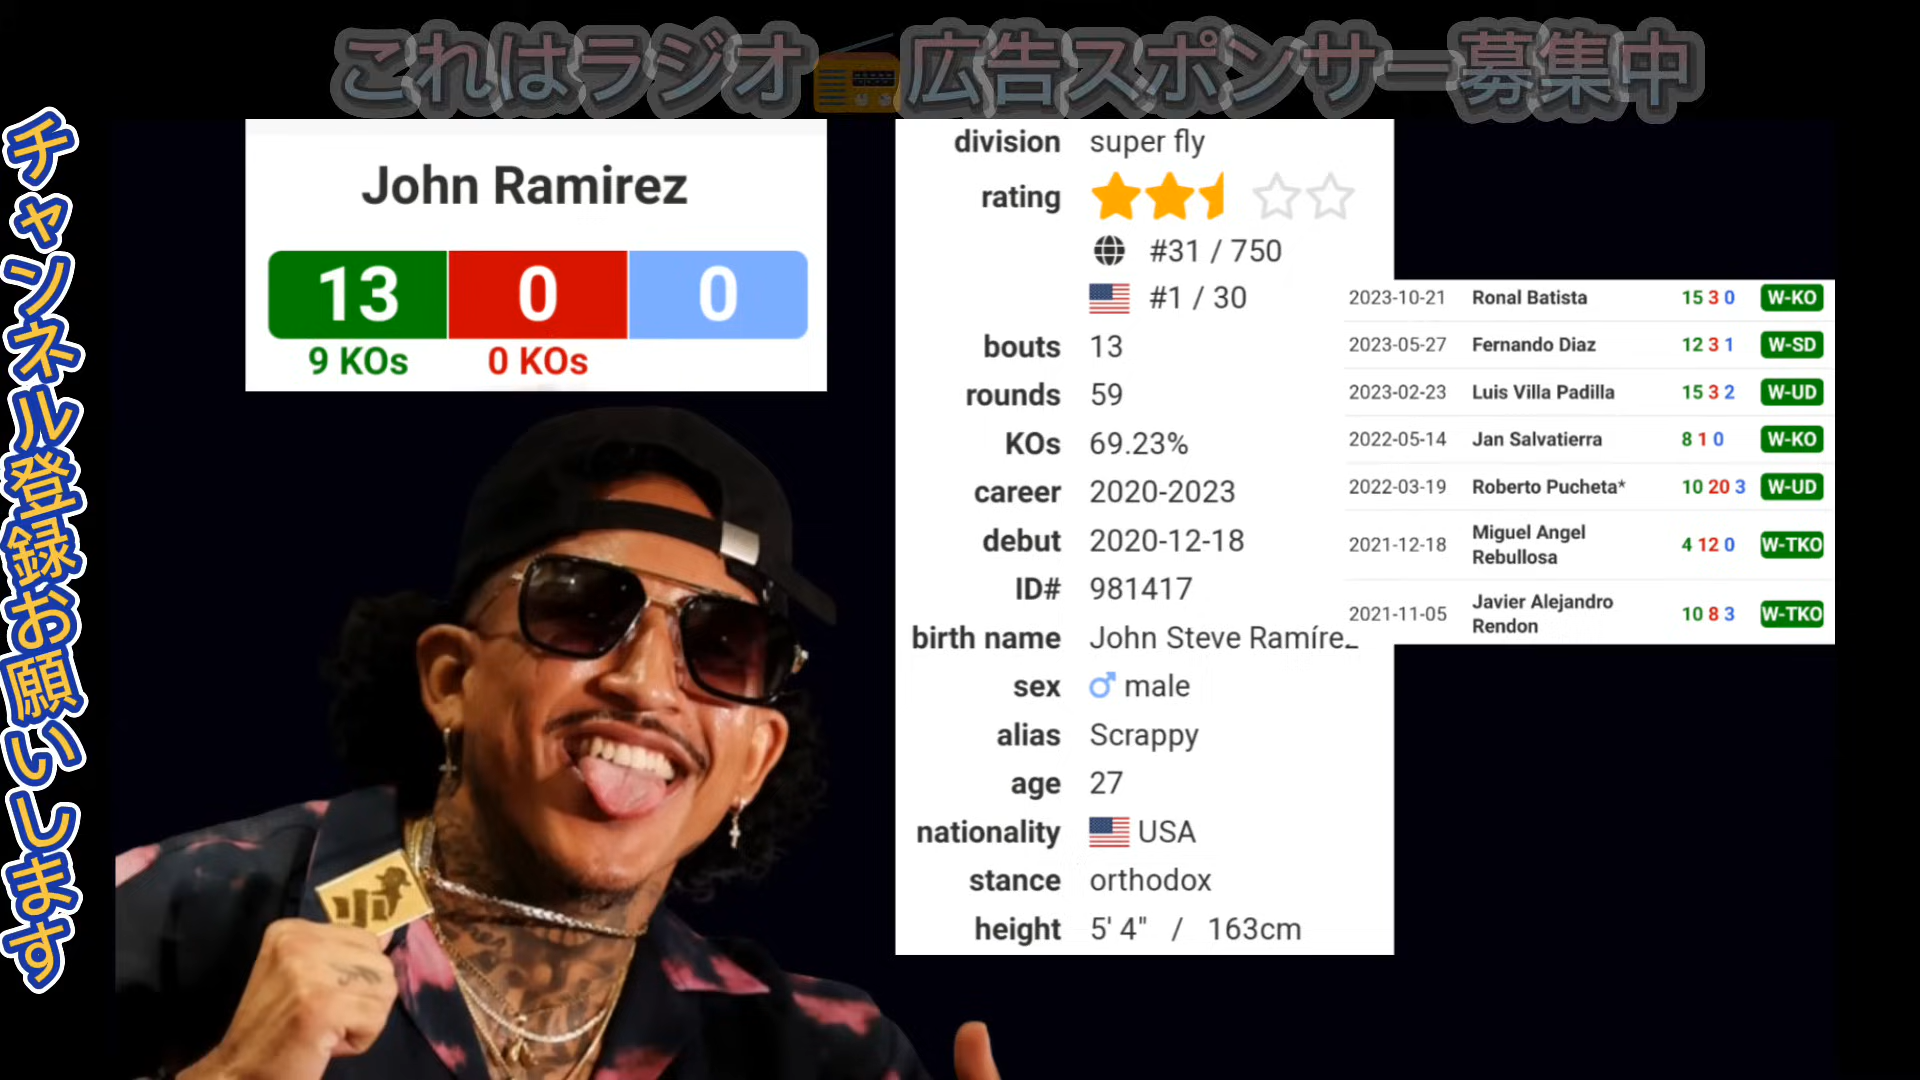 これはラジオ📻広告スポンサー募集中
チャンネル登録お願いします
John Ramirez
13 0 0
9 KOs 0 KOs
division super fly
rating
#31 / 750
#1 / 30
bouts 13
rounds 59
KOs 69.23%
career 2020-2023
debut 2020-12-18
ID# 981417
birth name John Steve Ramírez
sex ♂ male
alias Scrappy
age 27
nationality USA
stance orthodox
height 5' 4" / 163cm
2023-10-21 Ronal Batista 15 3 0 W-KO
2023-05-27 Fernando Diaz 12 3 1 W-SD
2023-02-23 Luis Villa Padilla 15 3 2 W-UD
2022-05-14 Jan Salvatierra 8 1 0 W-KO
2022-03-19 Roberto Pucheta* 10 20 3 W-UD
2021-12-18 Miguel Angel Rebullosa 4 12 0 W-TKO
2021-11-05 Javier Alejandro Rendon 10 8 3 W-TKO